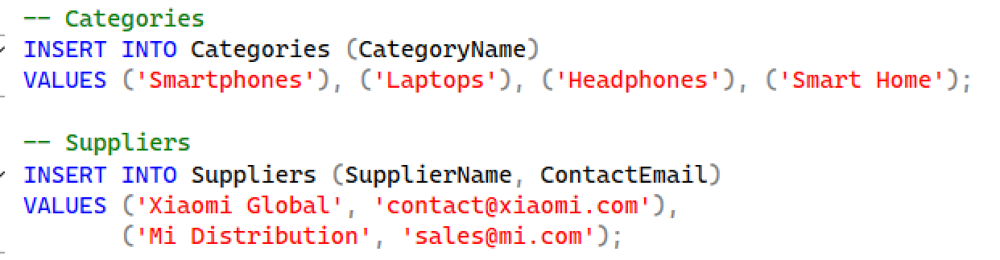 -- Categories
INSERT INTO Categories (CategoryName)
VALUES ('Smartphones'), ('Laptops'), ('Headphones'), ('Smart Home');
-- Suppliers
INSERT INTO Suppliers (SupplierName, ContactEmail)
VALUES ('Xiaomi Global', 'contact@xiaomi.com'),
('Mi Distribution', 'sales@mi.com');